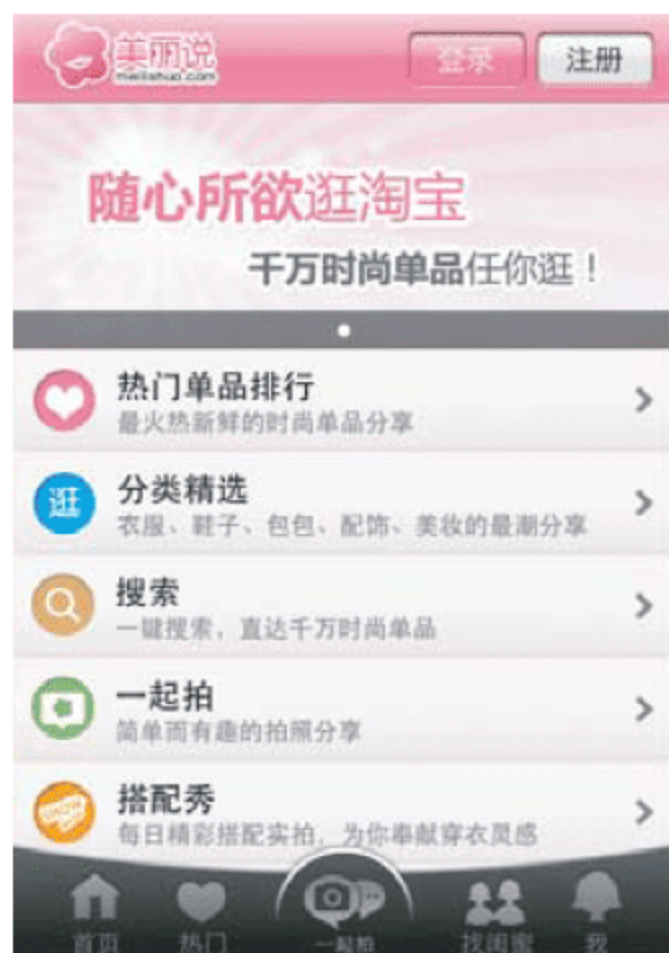 美丽说
meilishuo.com
登录
注册
随心所欲逛淘宝
千万时尚单品任你逛！
热门单品排行
最火热新鲜的时尚单品分享
逛
分类精选
衣服、鞋子、包包、配饰、美妆的最潮分享
搜索
一键搜索，直达千万时尚单品
一起拍
简单而有趣的拍照分享
SHOW
搭配秀
每日精彩搭配实拍，为你奉献穿衣灵感
首页
热门
一起拍
找闺蜜
我